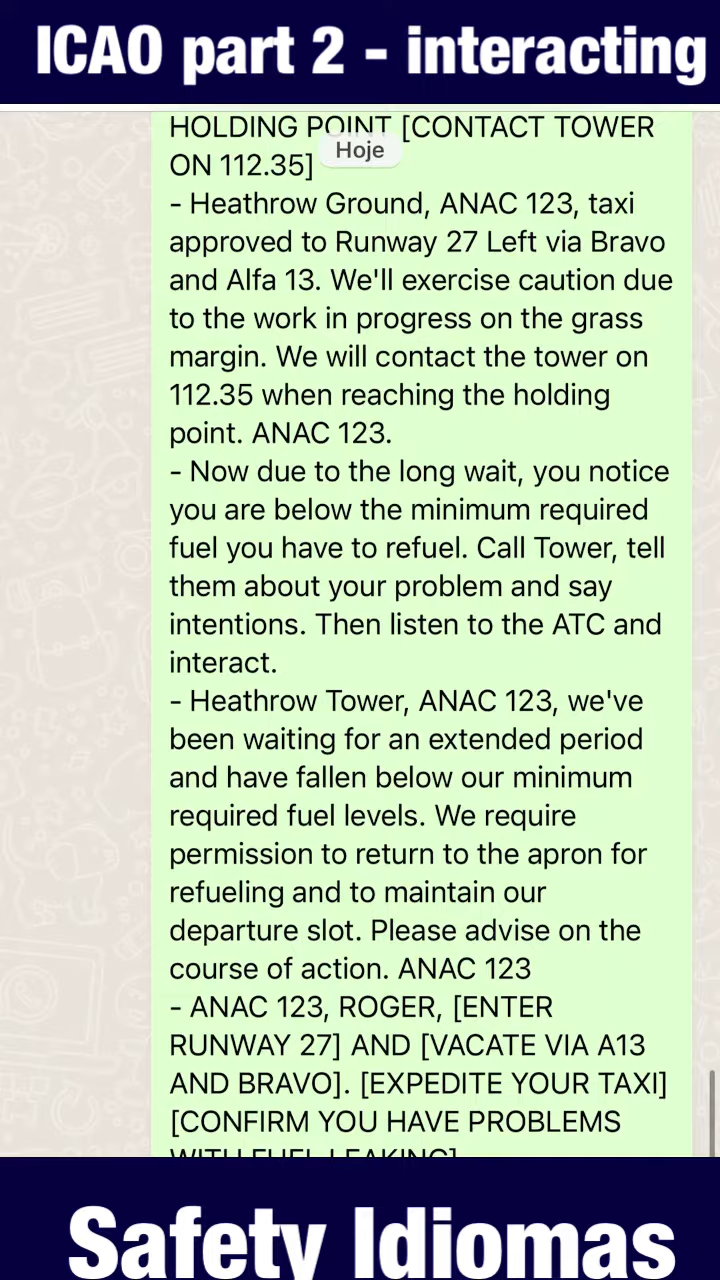 ICAO part 2 - interacting
HOLDING POINT [CONTACT TOWER
ON 112.35]
Hoje
- Heathrow Ground, ANAC 123, taxi
approved to Runway 27 Left via Bravo
and Alfa 13. We'll exercise caution due
to the work in progress on the grass
margin. We will contact the tower on
112.35 when reaching the holding
point. ANAC 123.
- Now due to the long wait, you notice
you are below the minimum required
fuel you have to refuel. Call Tower, tell
them about your problem and say
intentions. Then listen to the ATC and
interact.
- Heathrow Tower, ANAC 123, we've
been waiting for an extended period
and have fallen below our minimum
required fuel levels. We require
permission to return to the apron for
refueling and to maintain our
departure slot. Please advise on the
course of action. ANAC 123
- ANAC 123, ROGER, [ENTER
RUNWAY 27] AND [VACATE VIA A13
AND BRAVO]. [EXPEDITE YOUR TAXI]
[CONFIRM YOU HAVE PROBLEMS
WITH FUEL LEAKING]
Safety Idiomas